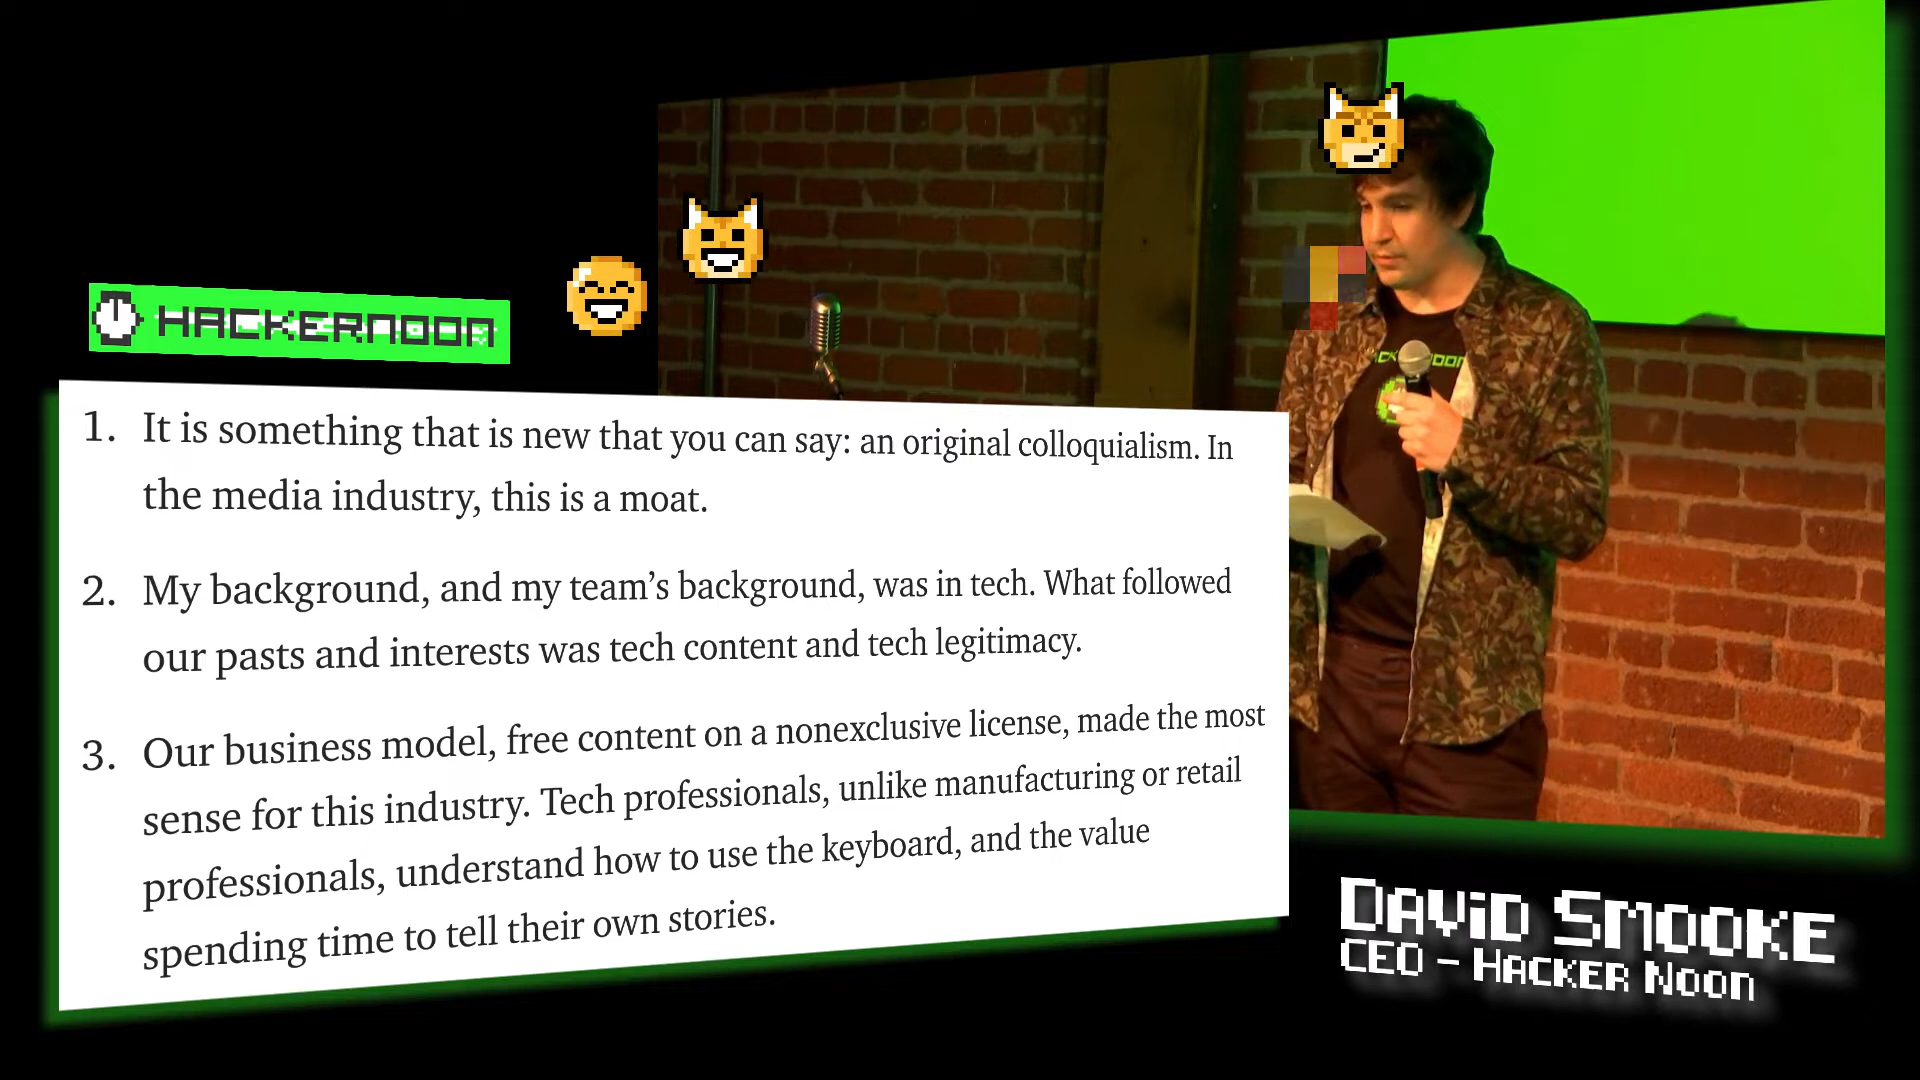 HACKERNOON
1. It is something that is new that you can say: an original colloquialism. In
the media industry, this is a moat.
2. My background, and my team’s background, was in tech. What followed
our pasts and interests was tech content and tech legitimacy.
3. Our business model, free content on a nonexclusive license, made the most
sense for this industry. Tech professionals, unlike manufacturing or retail
professionals, understand how to use the keyboard, and the value
spending time to tell their own stories.
DAViD SMOOKE
CEO – HACKER NOON